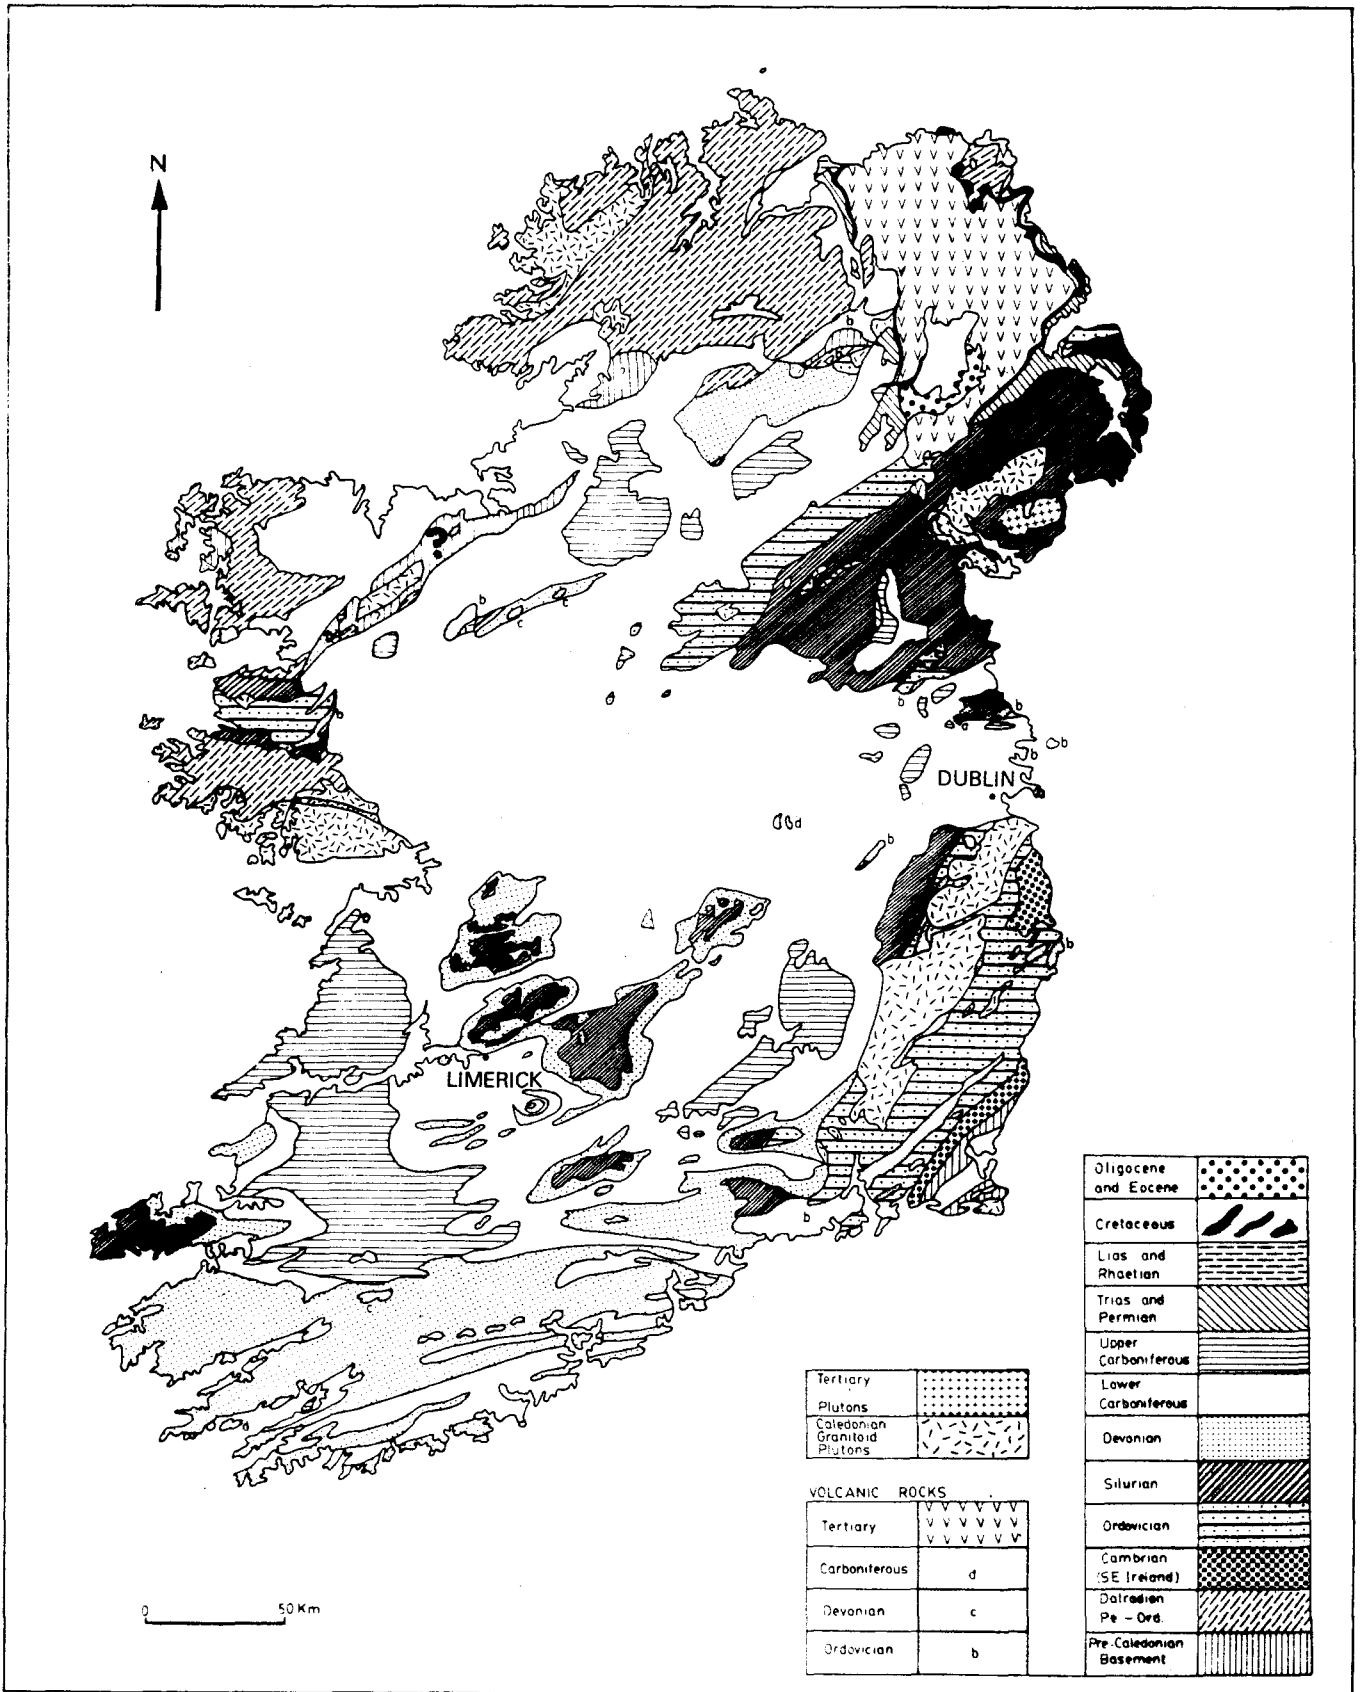 N
b
b
b
c
c
b
b
b
b
DUBLIN
d
b
b
LIMERICK
b
c
Oligocene
and Eocene
Cretaceous
Lias and
Rhaetian
Trias and
Permian
Upper
Carboniferous
Lower
Carboniferous
Devonian
Silurian
Ordovician
Cambrian
(SE Ireland)
Dalradian
Pe - Ord.
Pre-Caledonian
Basement
Tertiary
Plutons
Caledonian
Granitoid
Plutons
VOLCANIC ROCKS
Tertiary
Carboniferous d
Devonian c
Ordovician b
0 50 Km